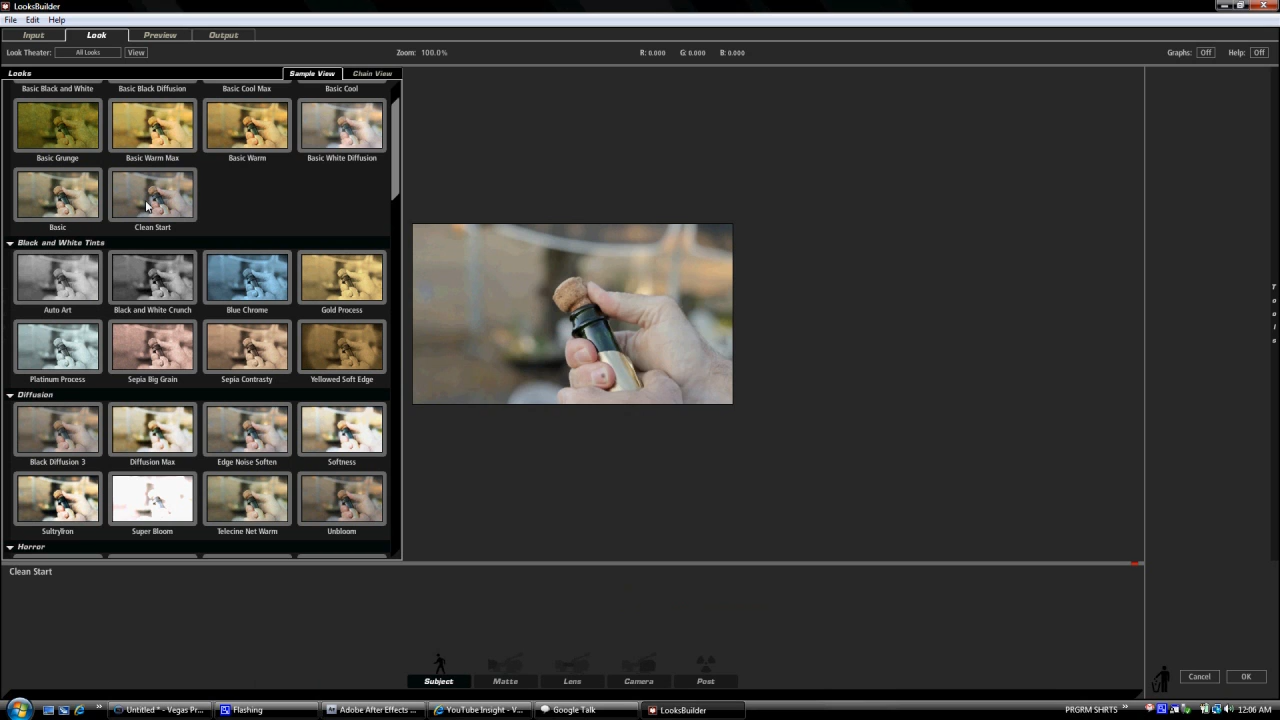 LooksBuilder
File Edit Help
Input Look Preview Output
Look Theater: All Looks View Zoom: 100.0% R: 0.000 G: 0.000 B: 0.000 Graphs: Off Help: Off
Looks Sample View Chain View
Basic Black and White Basic Black Diffusion Basic Cool Max Basic Cool
Basic Grunge Basic Warm Max Basic Warm Basic White Diffusion
Basic Clean Start
Black and White Tints
Auto Art Black and White Crunch Blue Chrome Gold Process
Platinum Process Sepia Big Grain Sepia Contrasty Yellowed Soft Edge
Diffusion
Black Diffusion 3 Diffusion Max Edge Noise Soften Softness
SultryIron Super Bloom Telecine Net Warm Unbloom
Horror
Tools
Clean Start
Subject Matte Lens Camera Post
Cancel OK
Untitled * - Vegas Pr... Flashing Adobe After Effects ... YouTube Insight - V... Google Talk LooksBuilder PRGRM SHRTS 12:06 AM